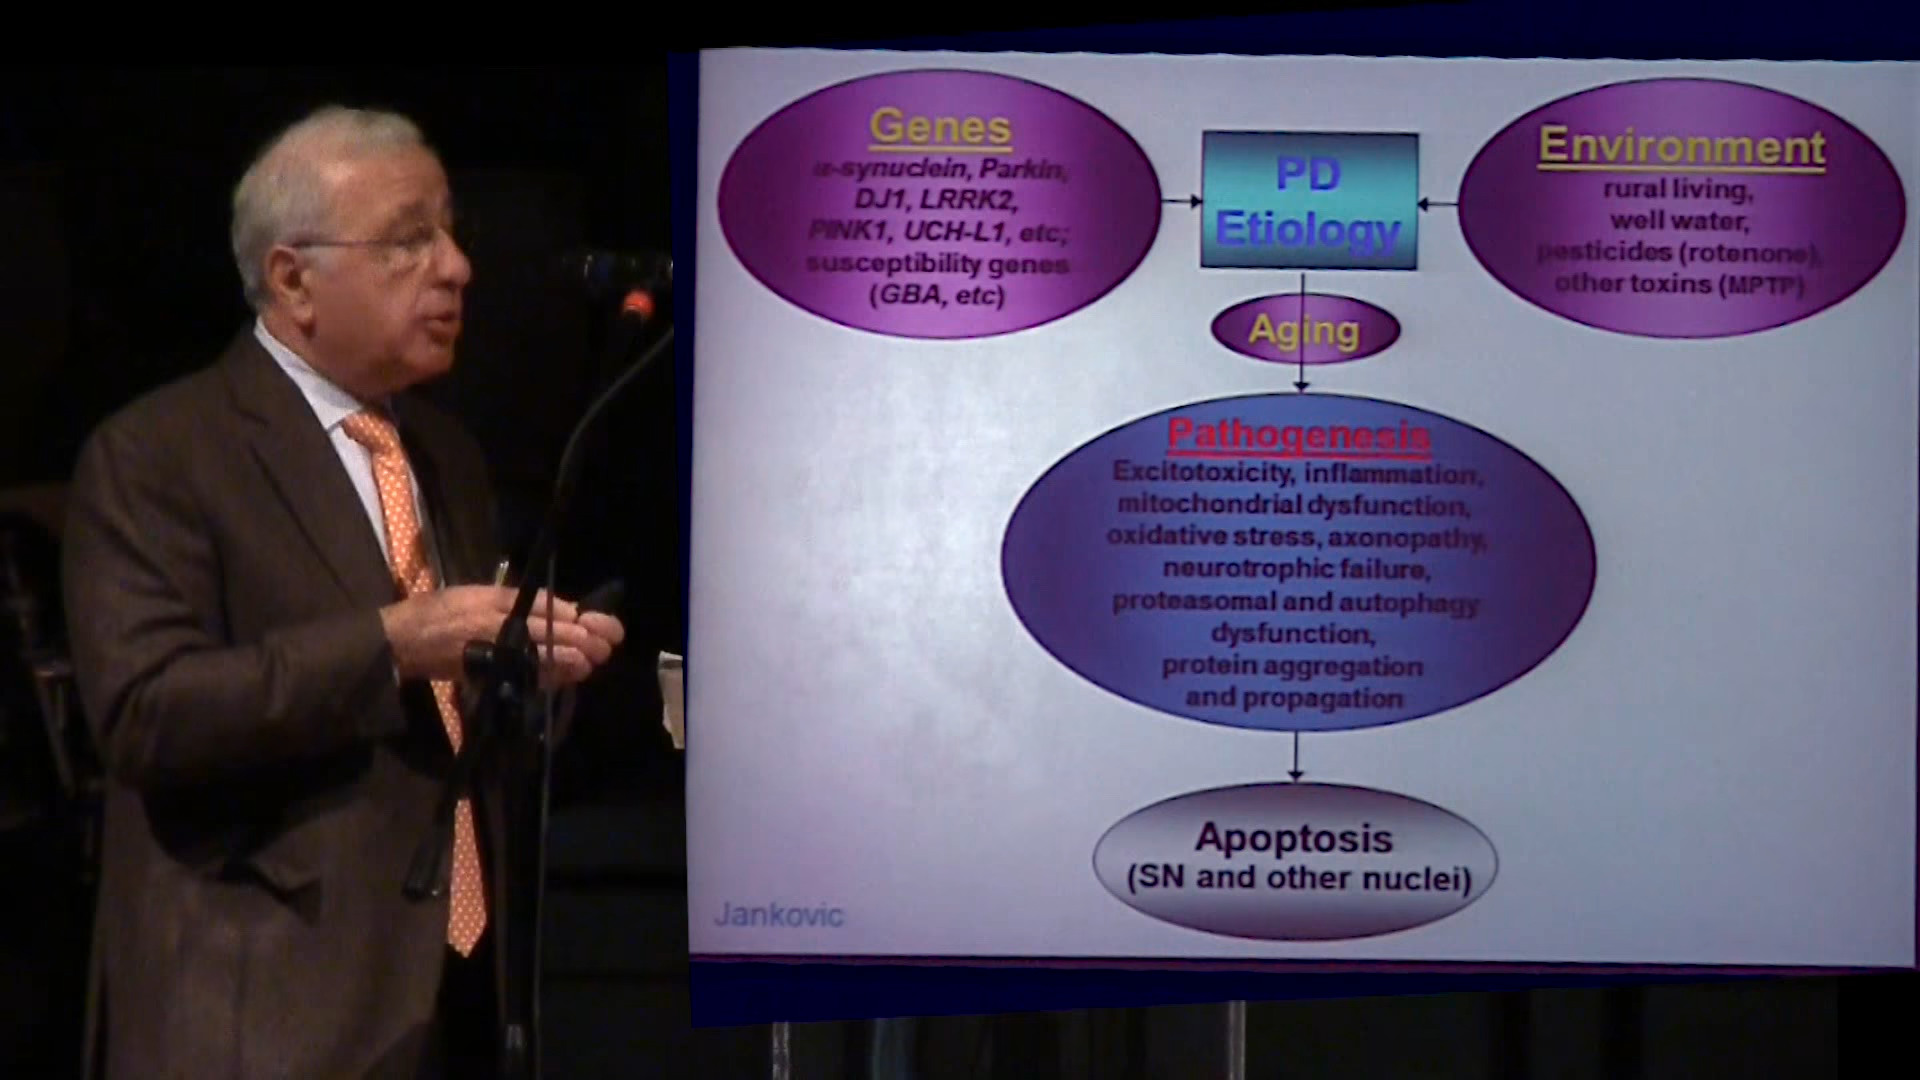 Genes
α-synuclein, Parkin,
DJ1, LRRK2,
PINK1, UCH-L1, etc;
susceptibility genes
(GBA, etc)
PD
Etiology
Environment
rural living,
well water,
pesticides (rotenone),
other toxins (MPTP)
Aging
Pathogenesis
Excitotoxicity, inflammation,
mitochondrial dysfunction,
oxidative stress, axonopathy,
neurotrophic failure,
proteasomal and autophagy
dysfunction,
protein aggregation
and propagation
Apoptosis
(SN and other nuclei)
Jankovic